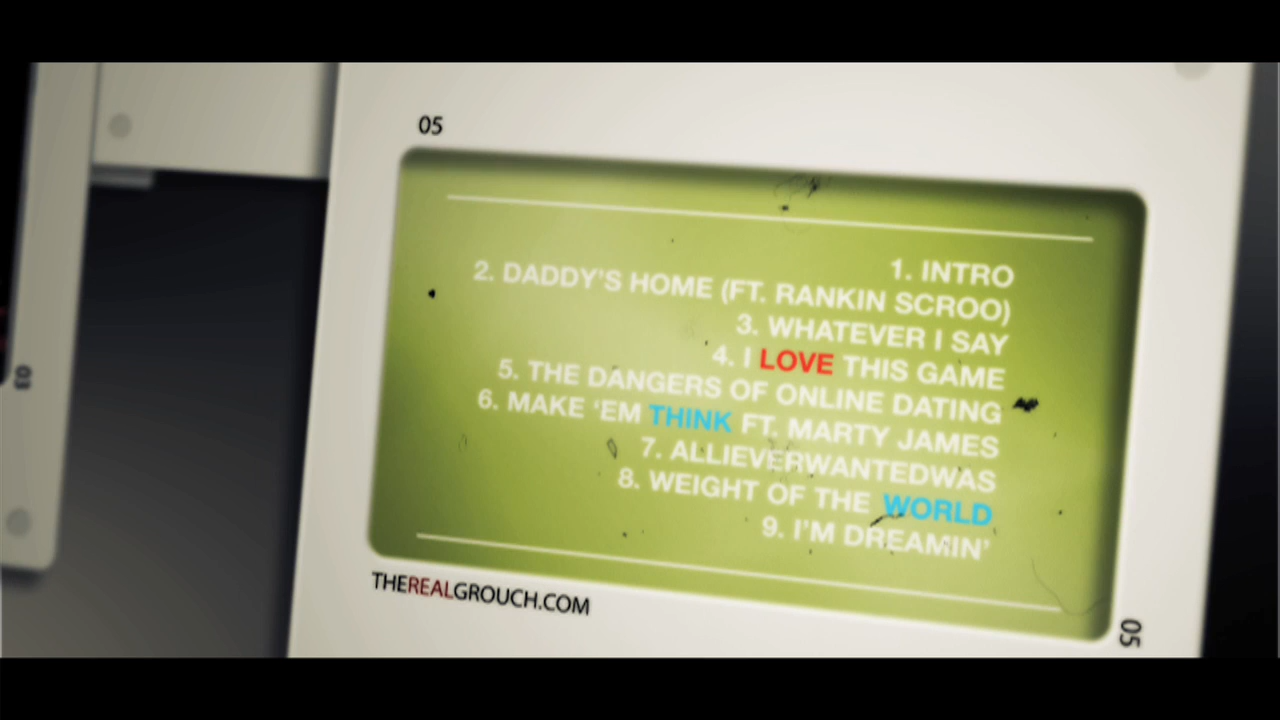 05
1. INTRO
2. DADDY'S HOME (FT. RANKIN SCROO)
3. WHATEVER I SAY
4. I LOVE THIS GAME
5. THE DANGERS OF ONLINE DATING
6. MAKE ‘EM THINK FT. MARTY JAMES
7. ALLIEVERWANTEDWAS
8. WEIGHT OF THE WORLD
9. I'M DREAMIN'
THEREALGROUCH.COM
05
03